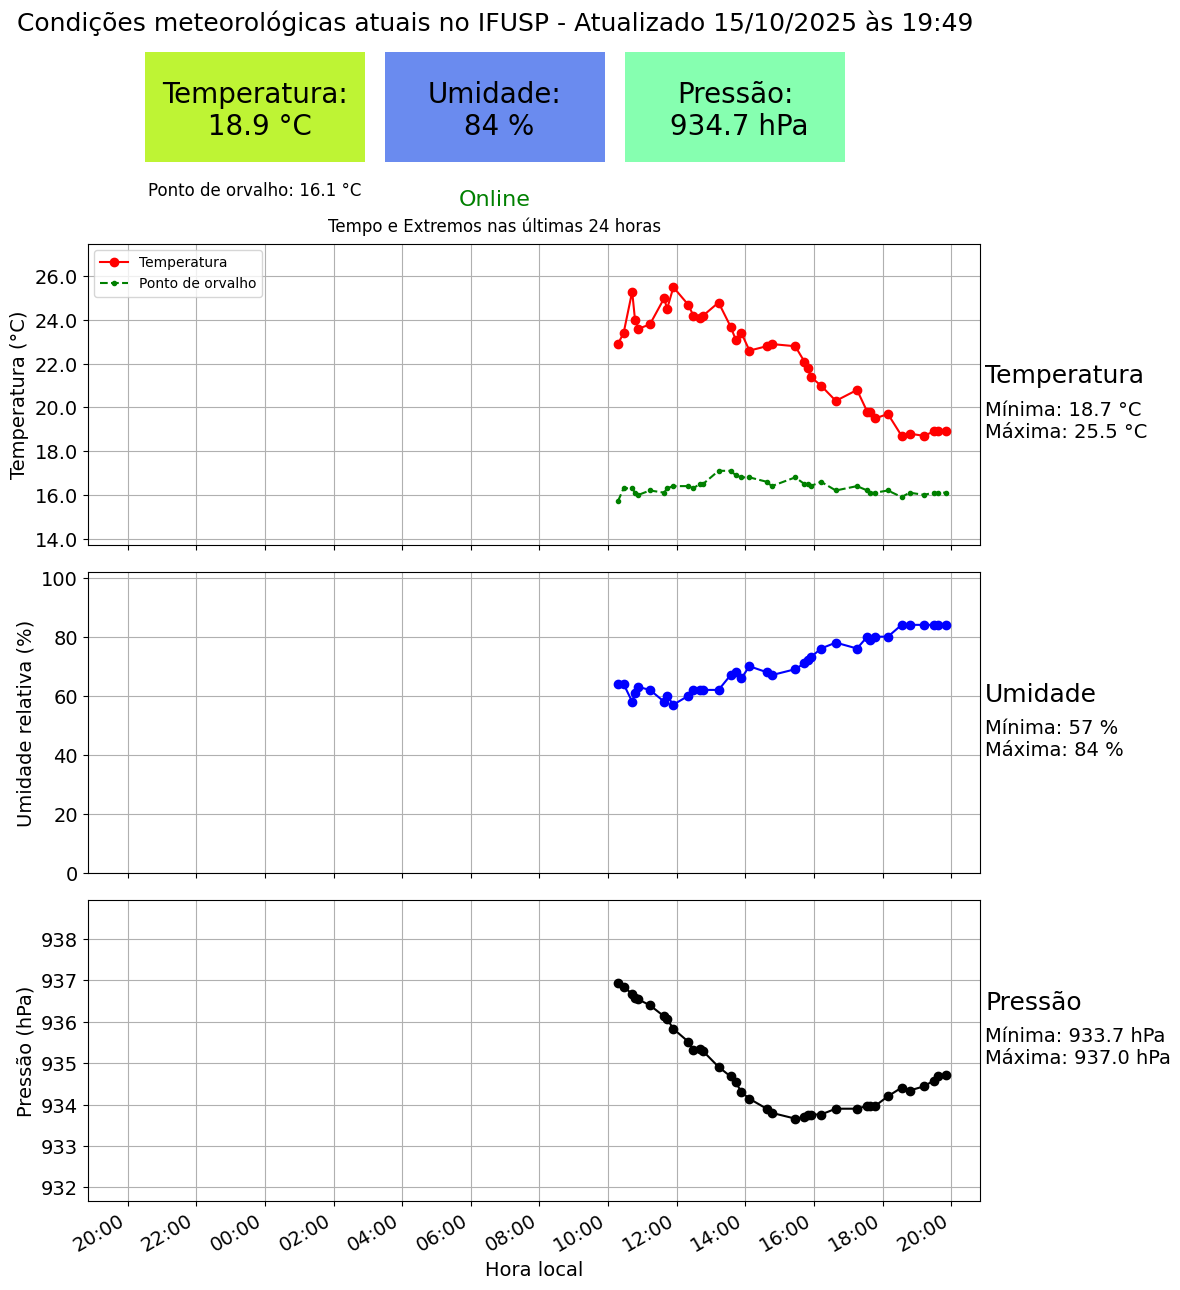 Condições meteorológicas atuais no IFUSP - Atualizado 15/10/2025 às 19:49
Temperatura:
18.9 °C
Umidade:
84 %
Pressão:
934.7 hPa
Ponto de orvalho: 16.1 °C
Online
Tempo e Extremos nas últimas 24 horas
Temperatura
Ponto de orvalho
Temperatura (°C)
26.0
24.0
22.0
20.0
18.0
16.0
14.0
Temperatura
Mínima: 18.7 °C
Máxima: 25.5 °C
Umidade relativa (%)
100
80
60
40
20
0
Umidade
Mínima: 57 %
Máxima: 84 %
Pressão (hPa)
938
937
936
935
934
933
932
Pressão
Mínima: 933.7 hPa
Máxima: 937.0 hPa
20:00
22:00
00:00
02:00
04:00
06:00
08:00
10:00
12:00
14:00
16:00
18:00
20:00
Hora local